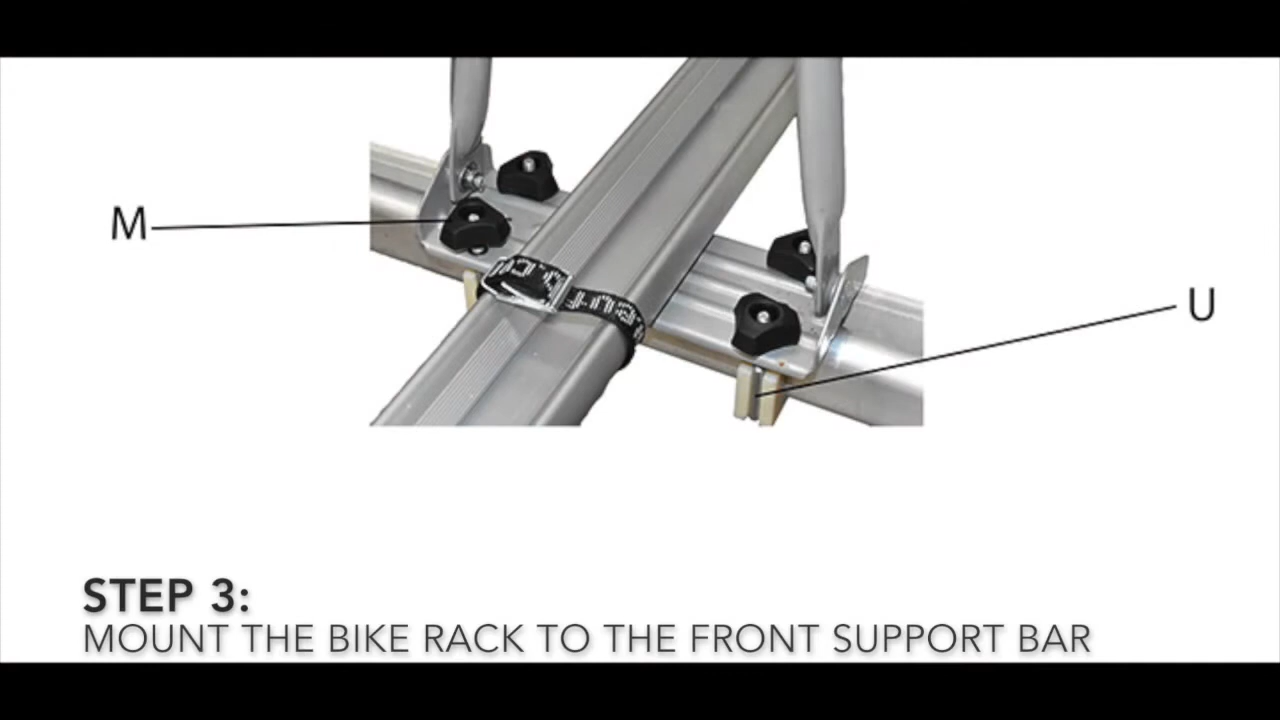 M
U
STEP 3:
MOUNT THE BIKE RACK TO THE FRONT SUPPORT BAR